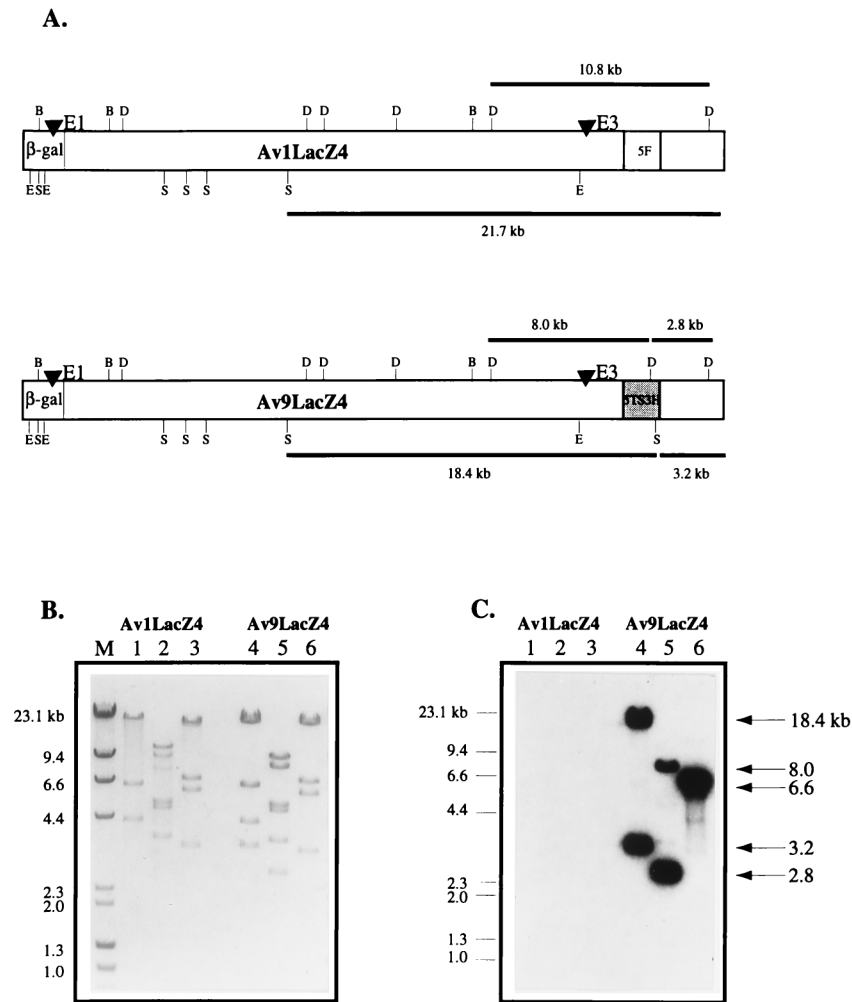 A.
10.8 kb
B B D D D D B D D
E1 E3
β-gal Av1LacZ4 5F
E S E S S S S E
21.7 kb
8.0 kb 2.8 kb
B B D D D D B D D D
E1 E3
β-gal Av9LacZ4 5TS3H
E S E S S S S E S
18.4 kb 3.2 kb
B.
Av1LacZ4 Av9LacZ4
M 1 2 3 4 5 6
23.1 kb
9.4
6.6
4.4
2.3
2.0
1.3
1.0
C.
Av1LacZ4 Av9LacZ4
1 2 3 4 5 6
23.1 kb
9.4
6.6
4.4
2.3
2.0
1.3
1.0
18.4 kb
8.0
6.6
3.2
2.8